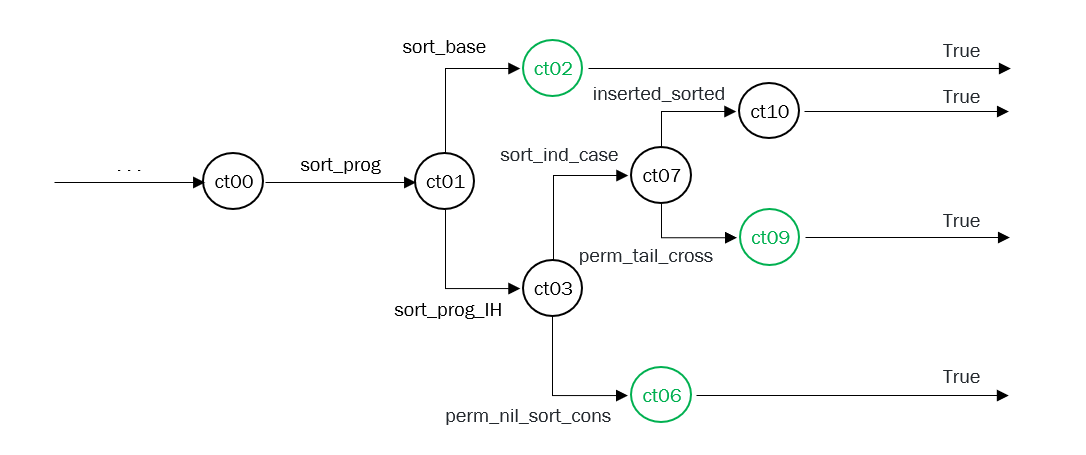 sort_base
ct02
True
inserted_sorted
ct10
True
. . .
ct00
sort_prog
ct01
sort_ind_case
ct07
perm_tail_cross
ct09
True
sort_prog_IH
ct03
perm_nil_sort_cons
ct06
True